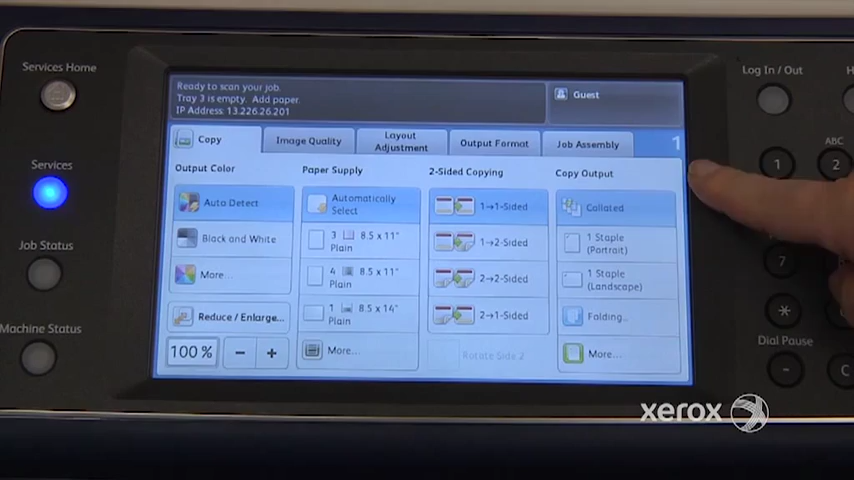 Services Home
Services
Job Status
Machine Status
Ready to scan your job.
Tray 3 is empty. Add paper.
IP Address: 13.226.26.201
Guest
Copy
Image Quality
Layout
Adjustment
Output Format
Job Assembly
1
Output Color
Auto Detect
Black and White
More...
Reduce / Enlarge...
100%
- +
Paper Supply
Automatically
Select
3 8.5 x 11"
Plain
4 8.5 x 11"
Plain
1 8.5 x 14"
Plain
More...
2-Sided Copying
1→1-Sided
1→2-Sided
2→2-Sided
2→1-Sided
Rotate Side 2
Copy Output
Collated
1 Staple
(Portrait)
1 Staple
(Landscape)
Folding...
More...
Log In / Out
H
ABC
1 2
7
*
Dial Pause
- C
xerox